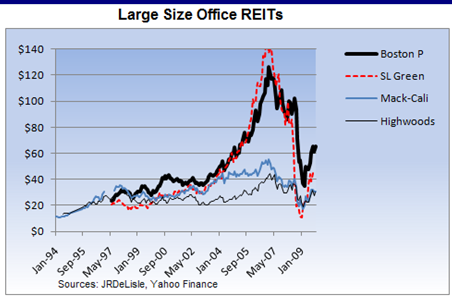 Large Size Office REITs
$140
$120
$100
$80
$60
$40
$20
$0
Boston P
SL Green
Mack-Cali
Highwoods
Jan-94
Sep-95
May-97
Jan-99
Sep-00
May-02
Jan-04
Sep-05
May-07
Jan-09
Sources: JRDeLisle, Yahoo Finance